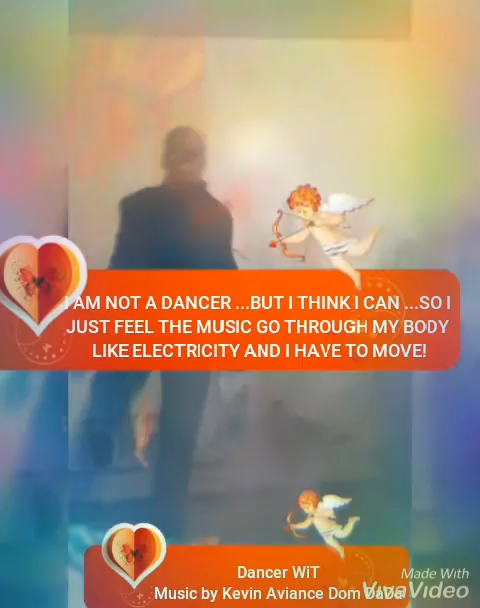 I AM NOT A DANCER ...BUT I THINK I CAN ...SO I
JUST FEEL THE MUSIC GO THROUGH MY BODY
LIKE ELECTRICITY AND I HAVE TO MOVE!
Dancer WiT
Music by Kevin Aviance Dom DaDa
Made With
VivaVideo